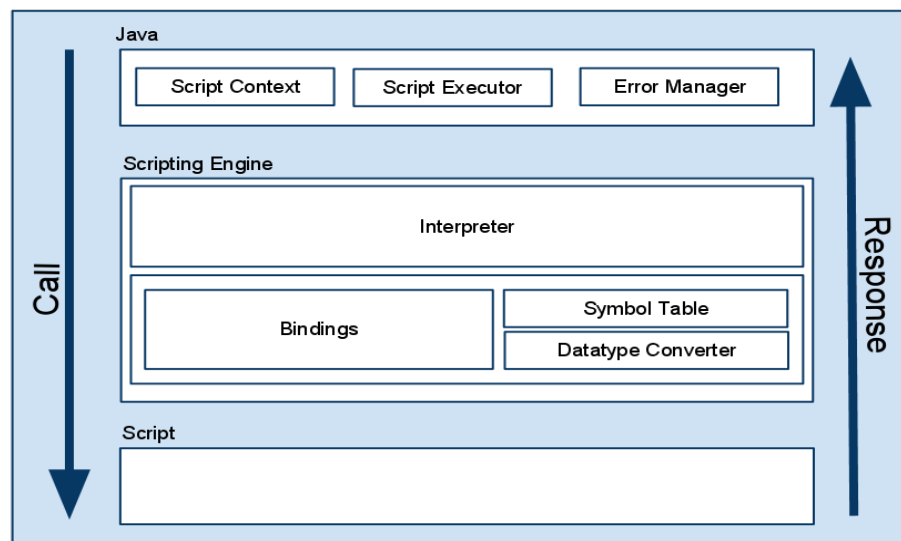 Java
Script Context
Script Executor
Error Manager
Scripting Engine
Interpreter
Bindings
Symbol Table
Datatype Converter
Script
Call
Response